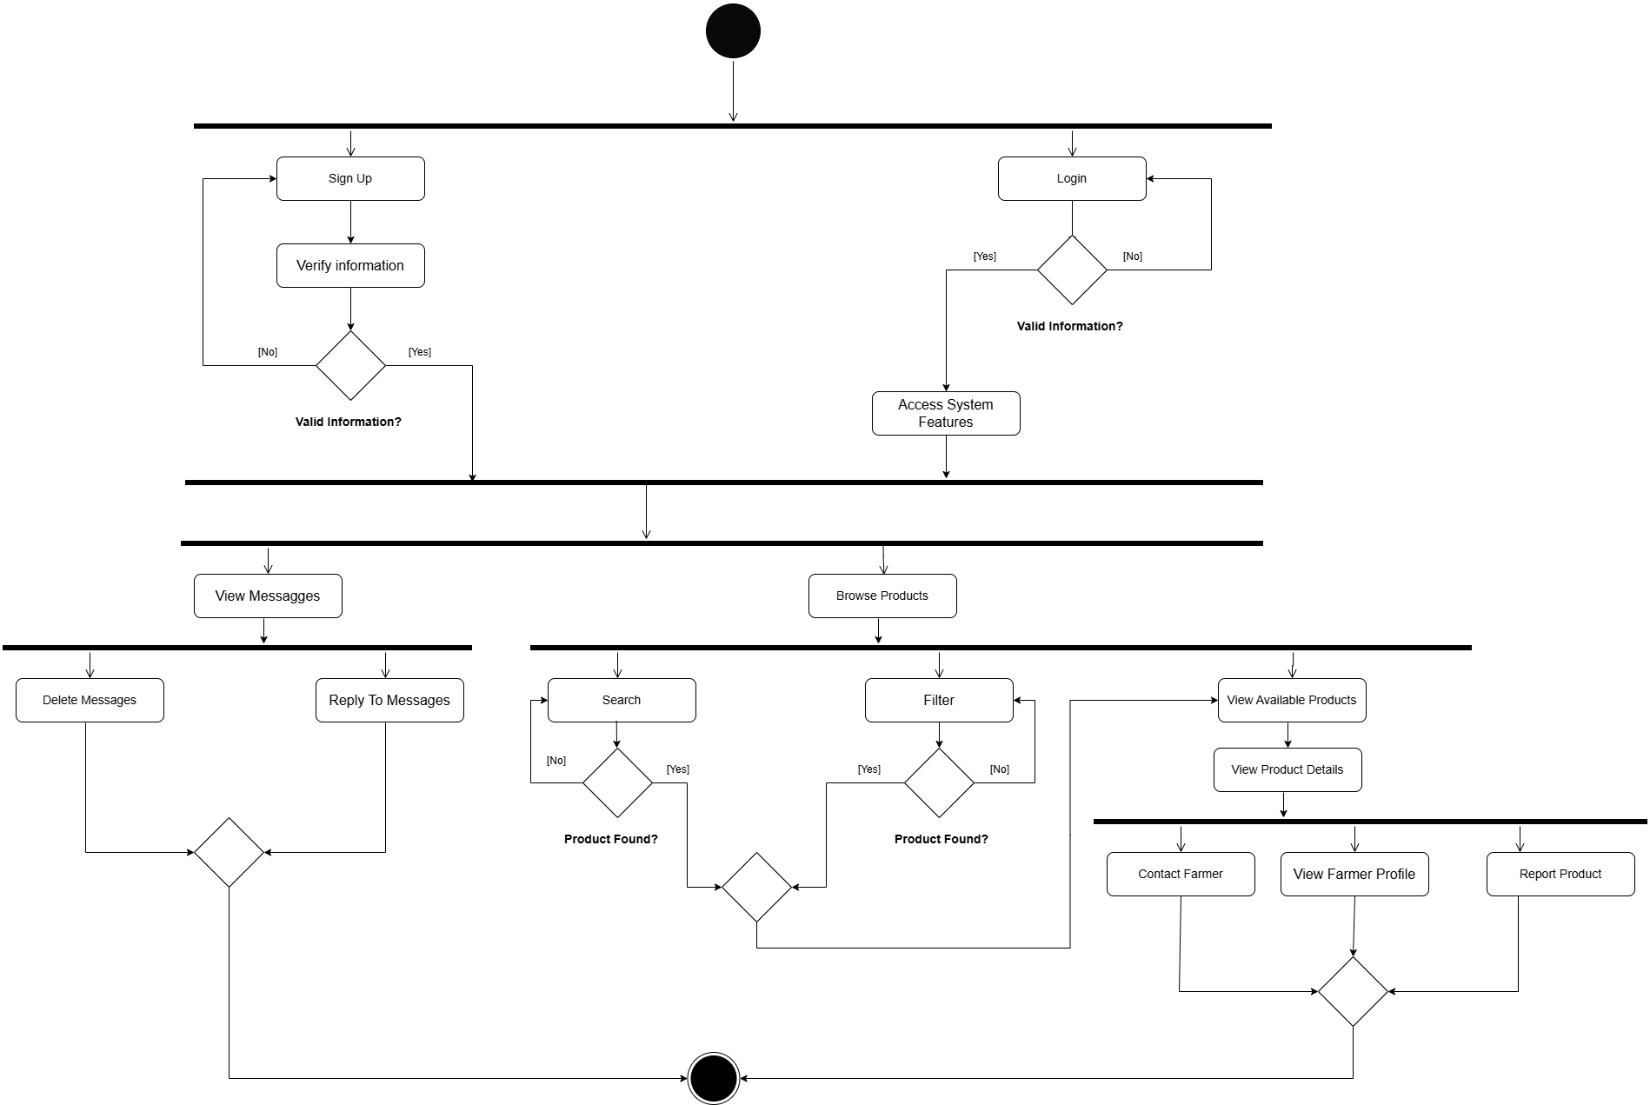 Sign Up
Login
Verify information
[Yes]
[No]
Valid Information?
[No]
[Yes]
Valid Information?
Access System
Features
View Messagges
Browse Products
Delete Messages
Reply To Messages
Search
Filter
View Available Products
[No]
[Yes]
[Yes]
[No]
View Product Details
Product Found?
Product Found?
Contact Farmer
View Farmer Profile
Report Product